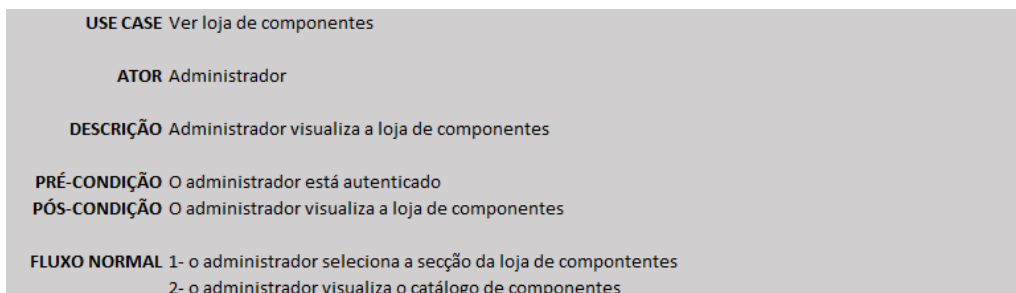 USE CASE Ver loja de componentes
ATOR Administrador
DESCRIÇÃO Administrador visualiza a loja de componentes
PRÉ-CONDIÇÃO O administrador está autenticado
PÓS-CONDIÇÃO O administrador visualiza a loja de componentes
FLUXO NORMAL 1- o administrador seleciona a secção da loja de compontentes
2- o administrador visualiza o catálogo de componentes